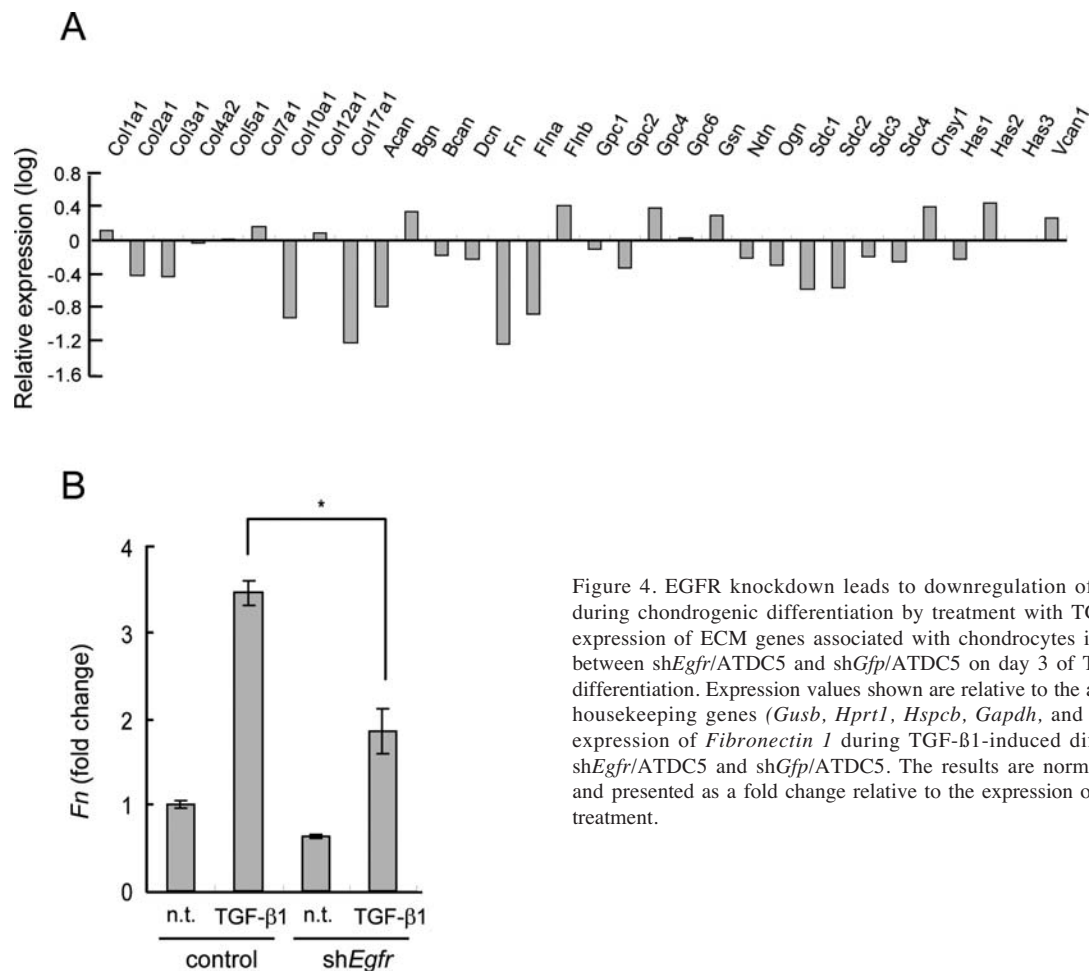 A
Col1a1
Col2a1
Col3a1
Col4a2
Col5a1
Col7a1
Col10a1
Col12a1
Col17a1
Acan
Bgn
Bcan
Dcn
Fn
Flna
Flnb
Gpc1
Gpc2
Gpc4
Gpc6
Gsn
Ndn
Ogn
Sdc1
Sdc2
Sdc3
Sdc4
Chsy1
Has1
Has2
Has3
Vcan1
Relative expression (log)
0.8
0.4
0
-0.4
-0.8
-1.2
-1.6
B
*
Fn (fold change)
4
3
2
1
0
n.t. TGF-β1 n.t. TGF-β1
control shEgfr
Figure 4. EGFR knockdown leads to downregulation of
during chondrogenic differentiation by treatment with TG
expression of ECM genes associated with chondrocytes i
between shEgfr/ATDC5 and shGfp/ATDC5 on day 3 of T
differentiation. Expression values shown are relative to the a
housekeeping genes (Gusb, Hprt1, Hspcb, Gapdh, and
expression of Fibronectin 1 during TGF-ß1-induced dif
shEgfr/ATDC5 and shGfp/ATDC5. The results are norm
and presented as a fold change relative to the expression o
treatment.